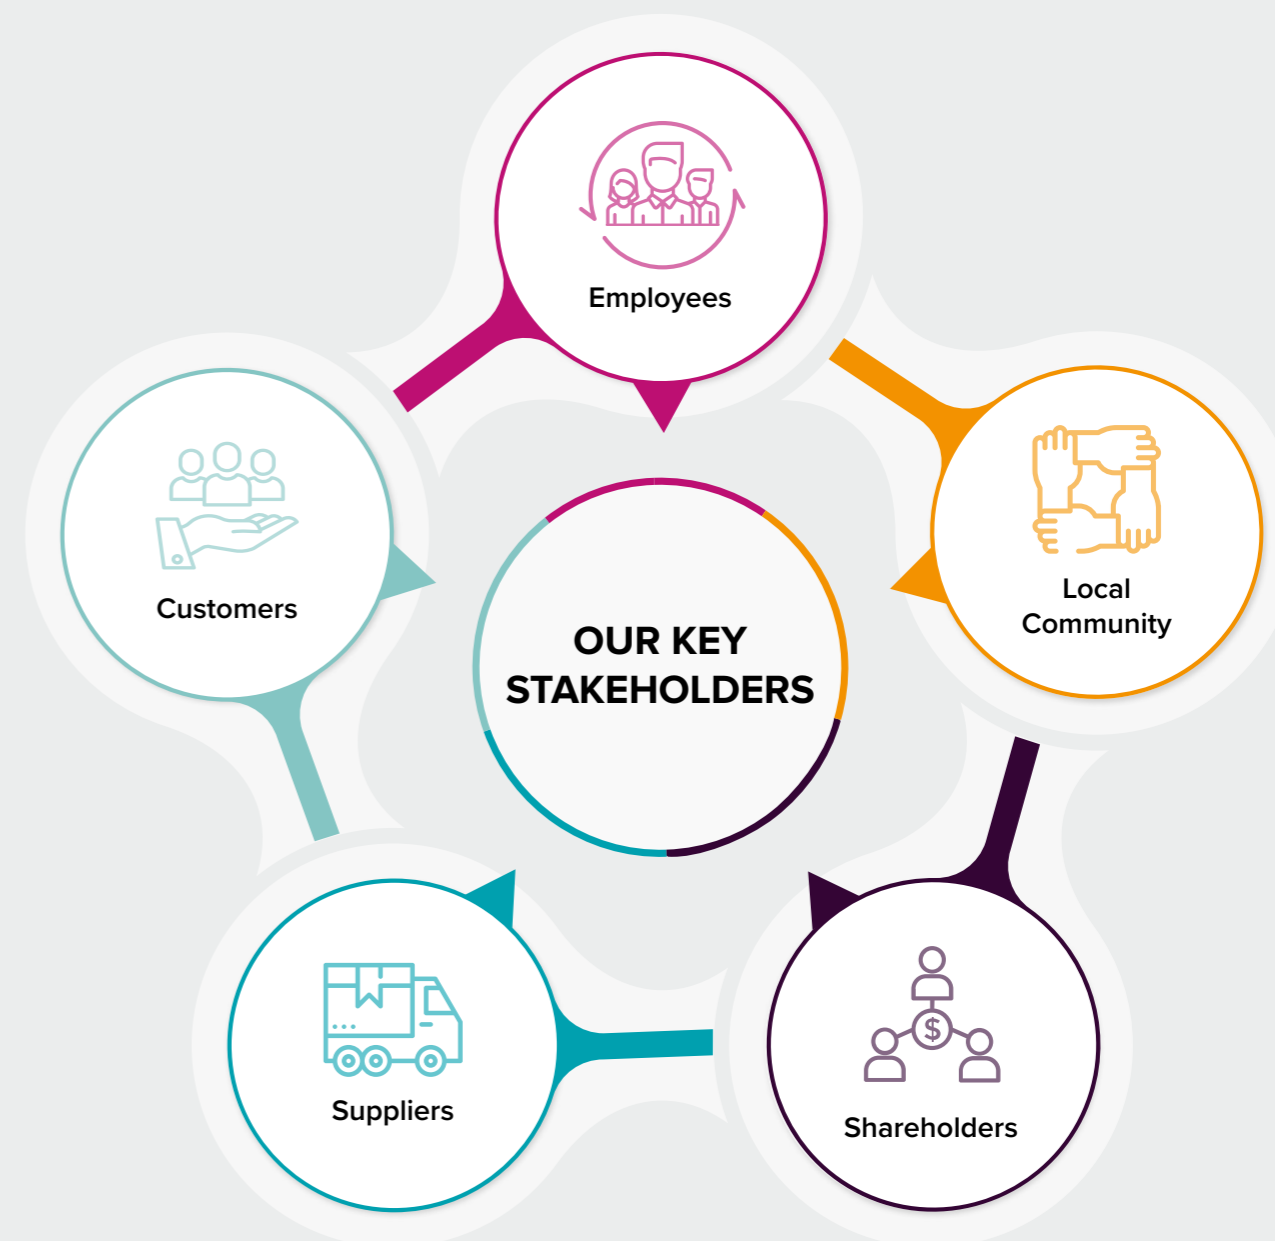 Employees
Local
Community
Customers
OUR KEY
STAKEHOLDERS
$
Suppliers
Shareholders